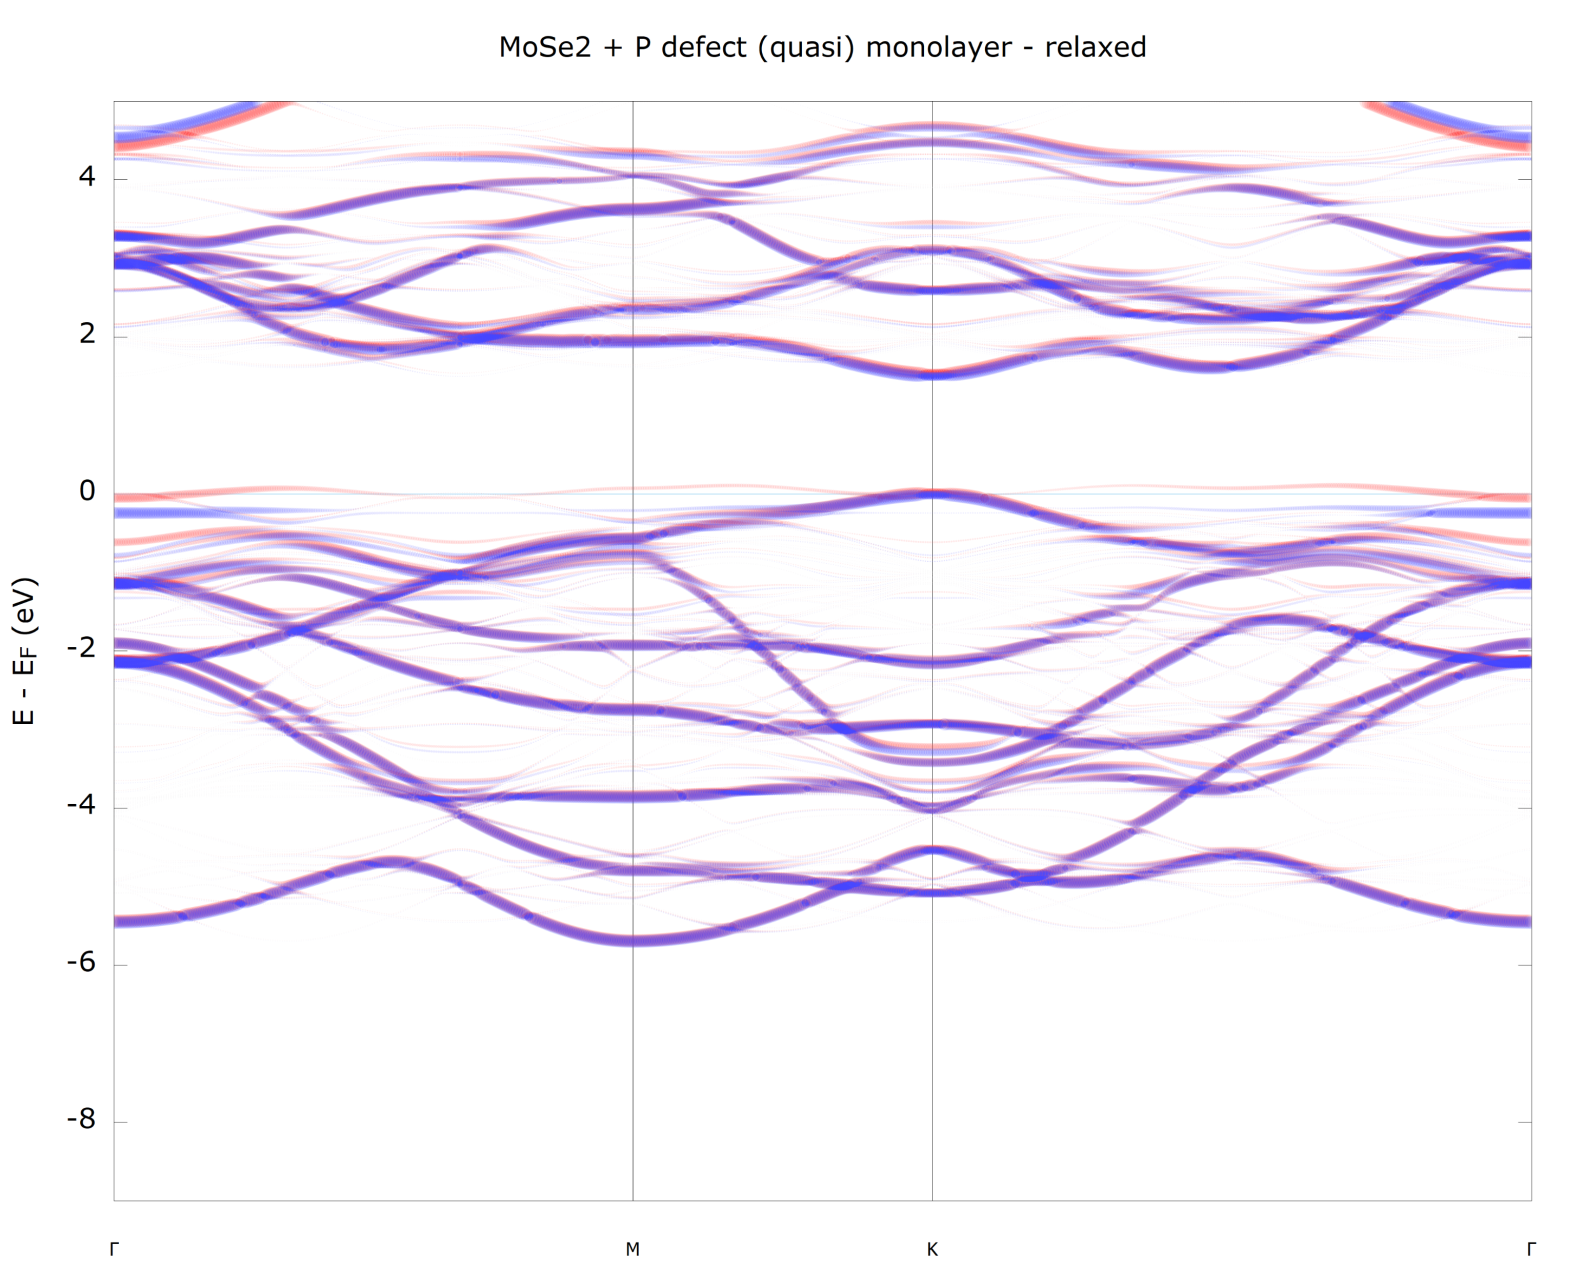 MoSe2 + P defect (quasi) monolayer - relaxed
4
2
0
-2
-4
-6
-8
E - EF (eV)
Γ M K Γ